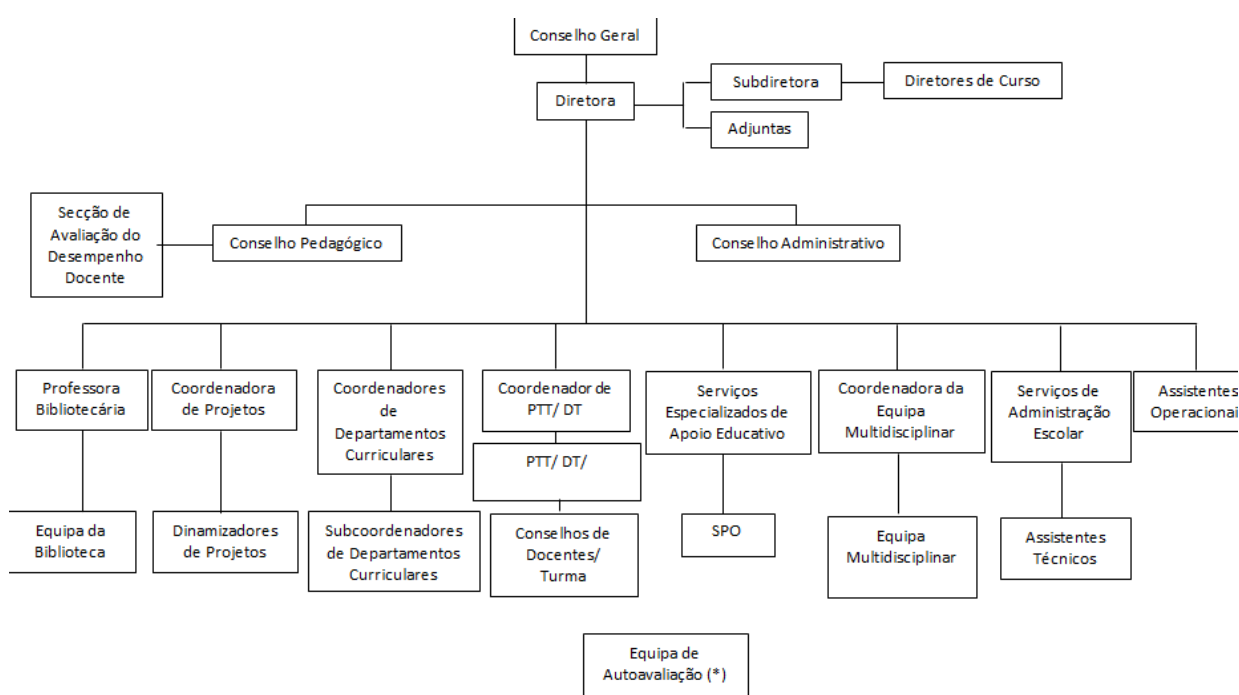 Conselho Geral
Diretora
Subdiretora
Diretores de Curso
Adjuntas
Secção de
Avaliação do
Desempenho
Docente
Conselho Pedagógico
Conselho Administrativo
Professora
Bibliotecária
Coordenadora
de Projetos
Coordenadores
de
Departamentos
Curriculares
Coordenador de
PTT/ DT
Serviços
Especializados de
Apoio Educativo
Coordenadora da
Equipa
Multidisciplinar
Serviços de
Administração
Escolar
Assistentes
Operacionai
PTT/ DT/
Equipa da
Biblioteca
Dinamizadores
de Projetos
Subcoordenadores
de Departamentos
Curriculares
Conselhos de
Docentes/
Turma
SPO
Equipa
Multidisciplinar
Assistentes
Técnicos
Equipa de
Autoavaliação (*)